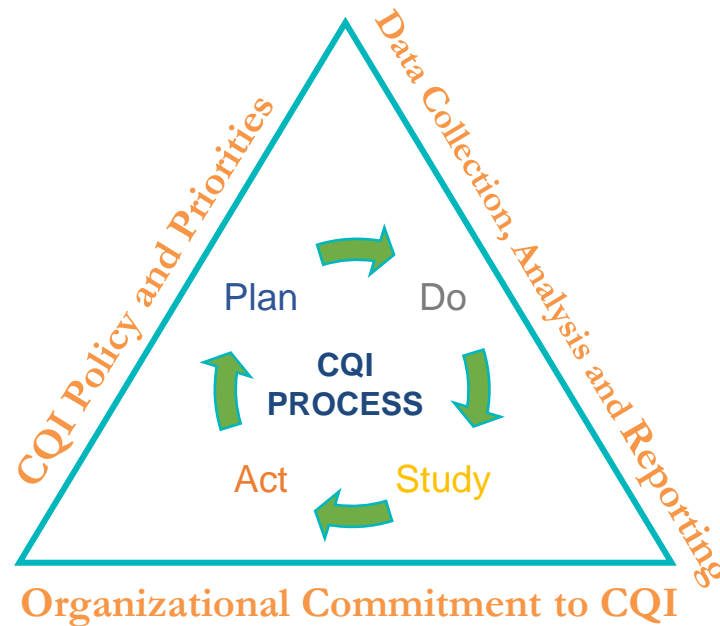 CQI Policy and Priorities
Data Collection, Analysis and Reporting
Plan
Do
CQI
PROCESS
Act
Study
Organizational Commitment to CQI